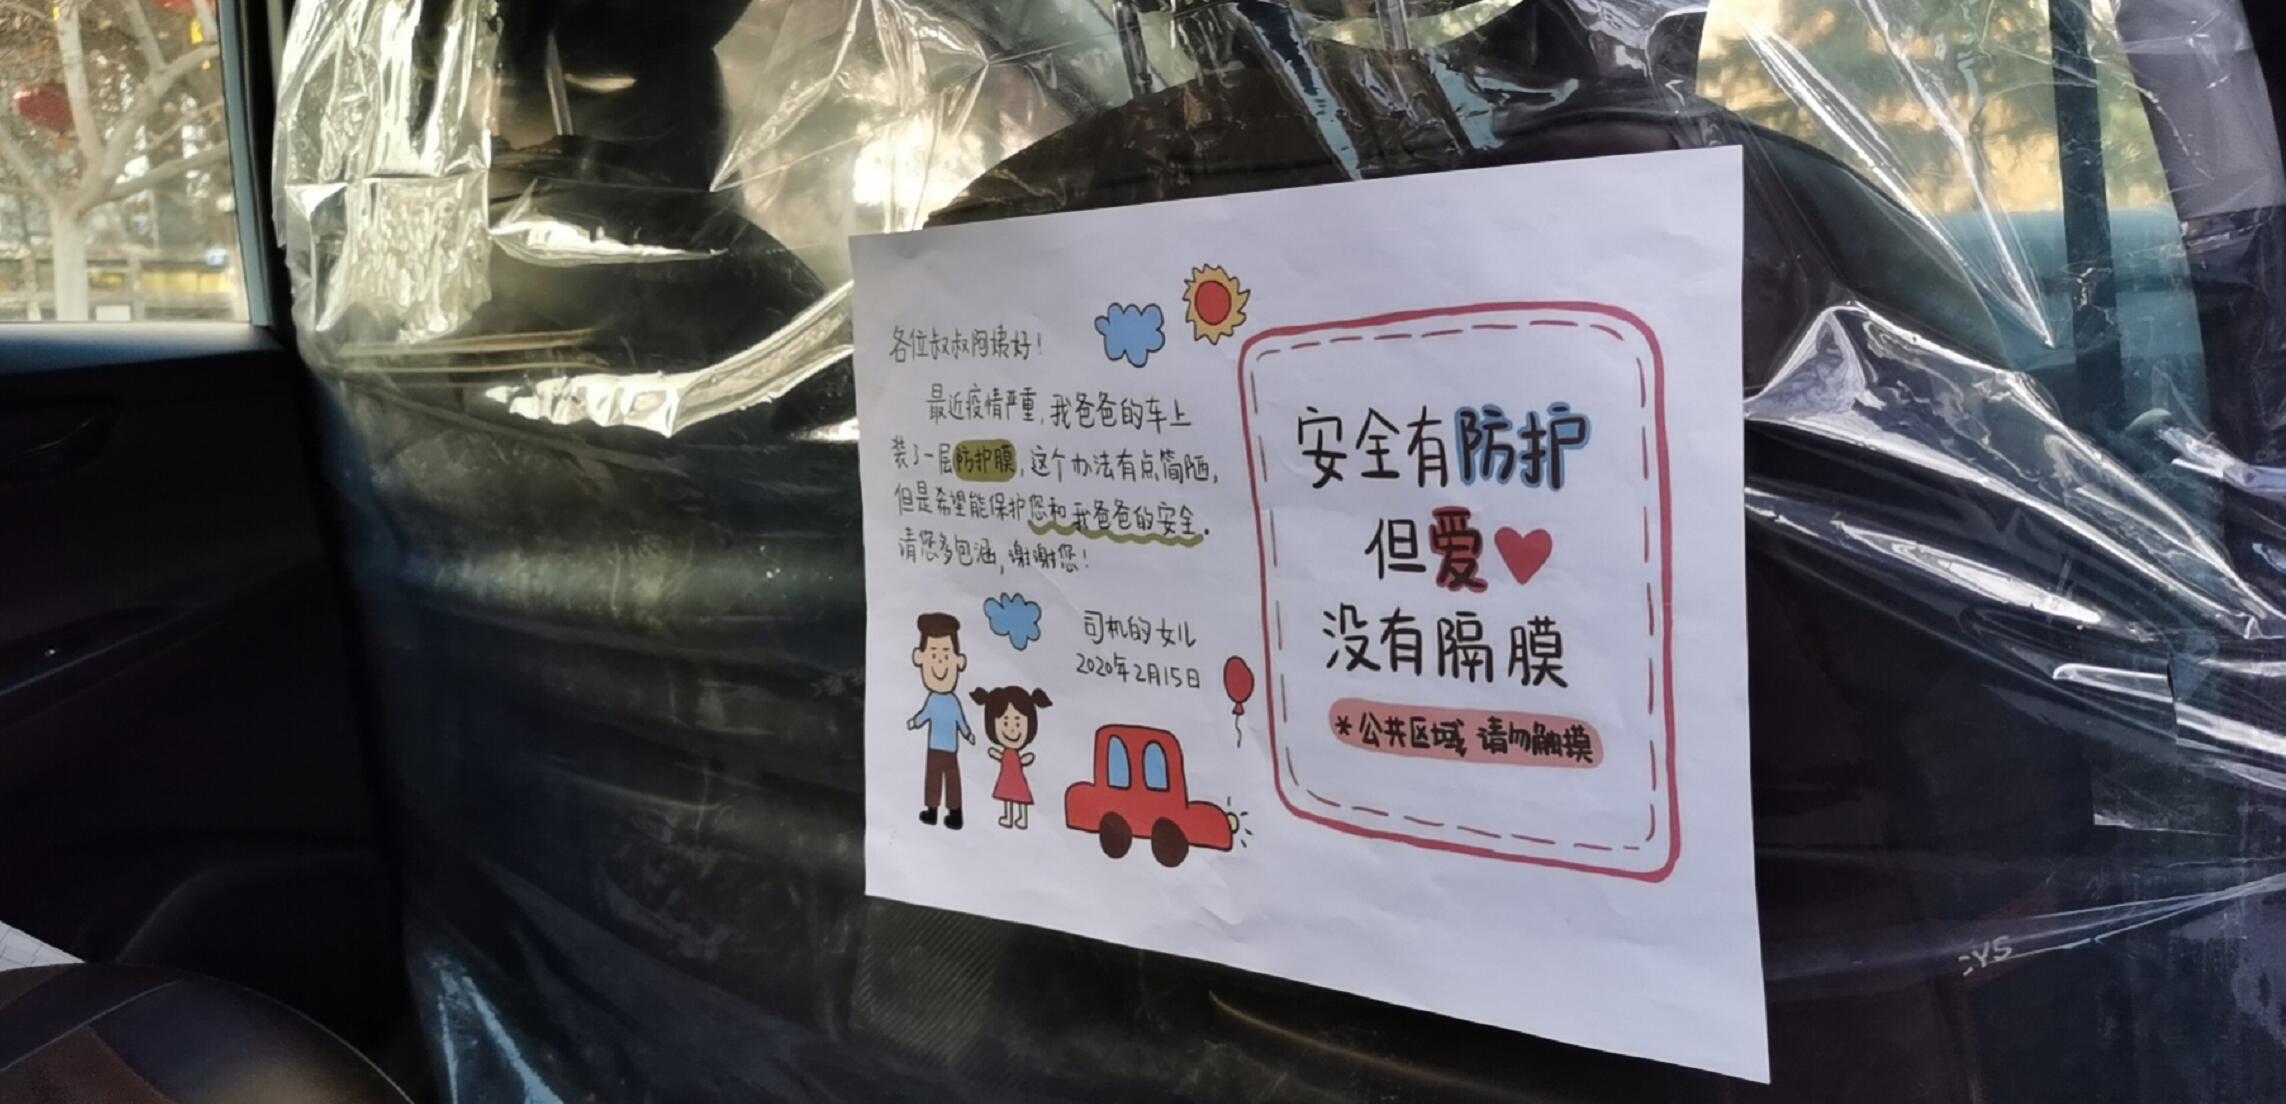 各位叔叔阿姨好！
最近疫情严重，我爸爸的车上
装了一层防护膜，这个办法有点简陋，
但是希望能保护您和我爸爸的安全。
请您多包涵，谢谢您！
司机的女儿
2020年2月15日
安全有防护
但爱
没有隔膜
*公共区域 请勿触摸